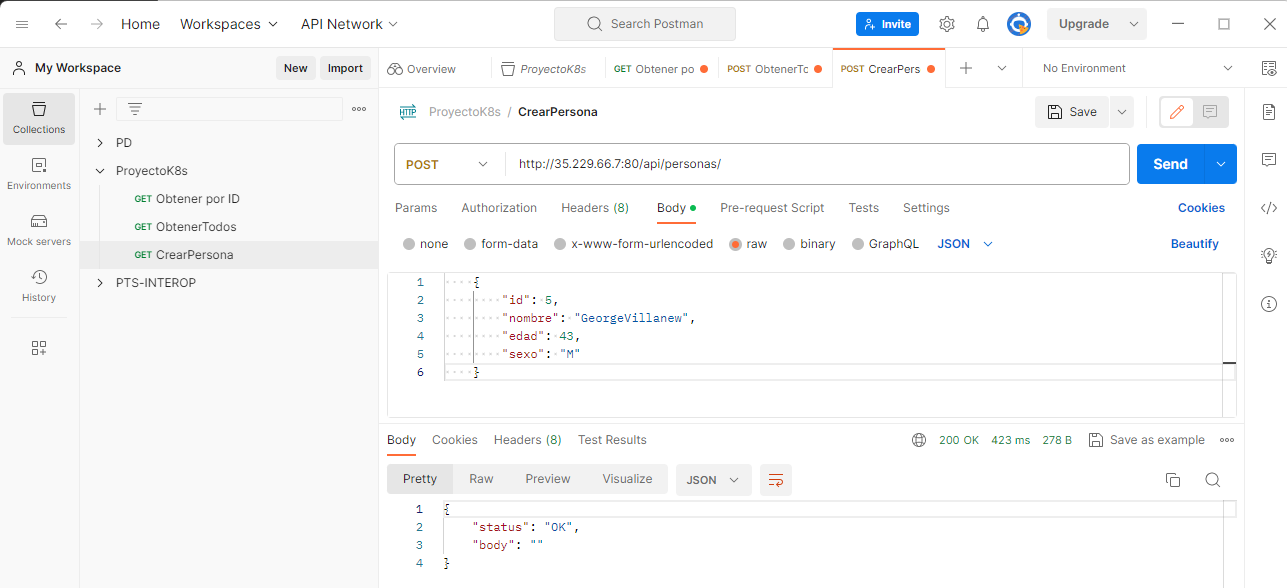 Home Workspaces API Network Search Postman Invite Upgrade
My Workspace New Import Overview ProyectoK8s GET Obtener po POST ObtenerTc POST CrearPers No Environment
Collections
Environments
Mock servers
History
PD
ProyectoK8s
GET Obtener por ID
GET ObtenerTodos
GET CrearPersona
PTS-INTEROP
HTTP ProyectoK8s / CrearPersona Save
POST http://35.229.66.7:80/api/personas/ Send
Params Authorization Headers (8) Body Pre-request Script Tests Settings Cookies
none form-data x-www-form-urlencoded raw binary GraphQL JSON Beautify
1 {
2 "id": 5,
3 "nombre": "GeorgeVillanew",
4 "edad": 43,
5 "sexo": "M"
6 }
Body Cookies Headers (8) Test Results 200 OK 423 ms 278 B Save as example
Pretty Raw Preview Visualize JSON
1 {
2 "status": "OK",
3 "body": ""
4 }